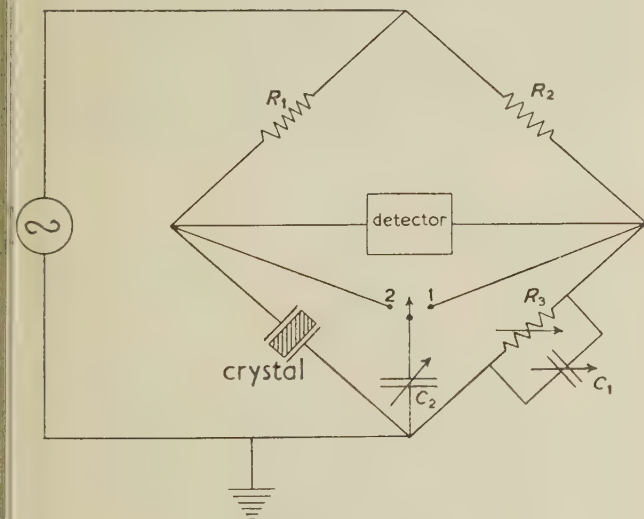 R₁
R₂
detector
2 1
R₃
crystal
C₂
C₁